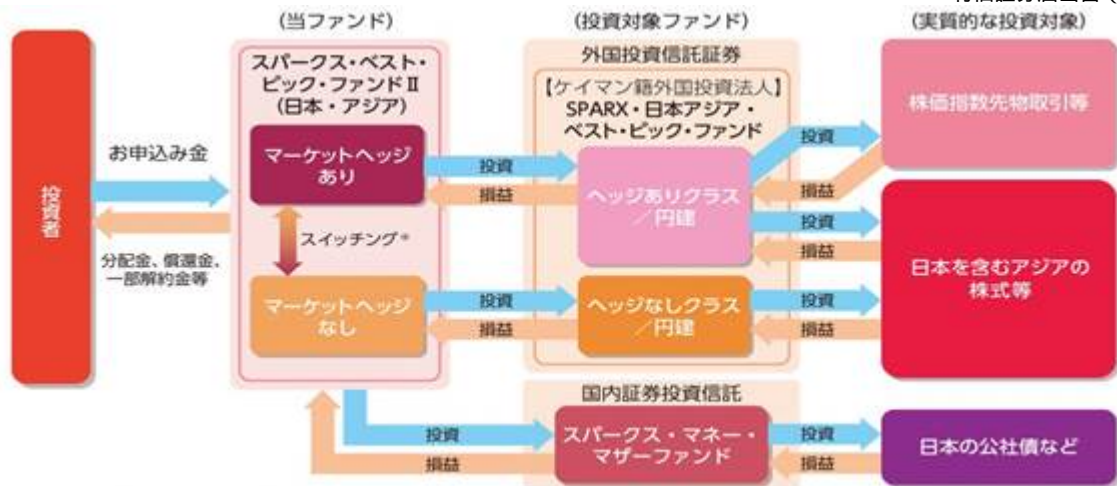 (当ファンド)
(投資対象ファンド)
(実質的な投資対象)
スパークス・ベスト・
ピック・ファンドⅡ
(日本・アジア)
外国投資信託証券
【ケイマン籍外国投資法人】
SPARX・日本アジア・
ベスト・ピック・ファンド
株価指数先物取引等
お申込み金
マーケットヘッジ
あり
投資
損益
ヘッジありクラス
/円建
投資
損益
投資
損益
投資者
スイッチング※
分配金、償還金、
一部解約金等
日本を含むアジアの
株式等
マーケットヘッジ
なし
投資
損益
ヘッジなしクラス
/円建
投資
損益
国内証券投資信託
投資
損益
スパークス・マネー・
マザーファンド
投資
損益
日本の公社債など